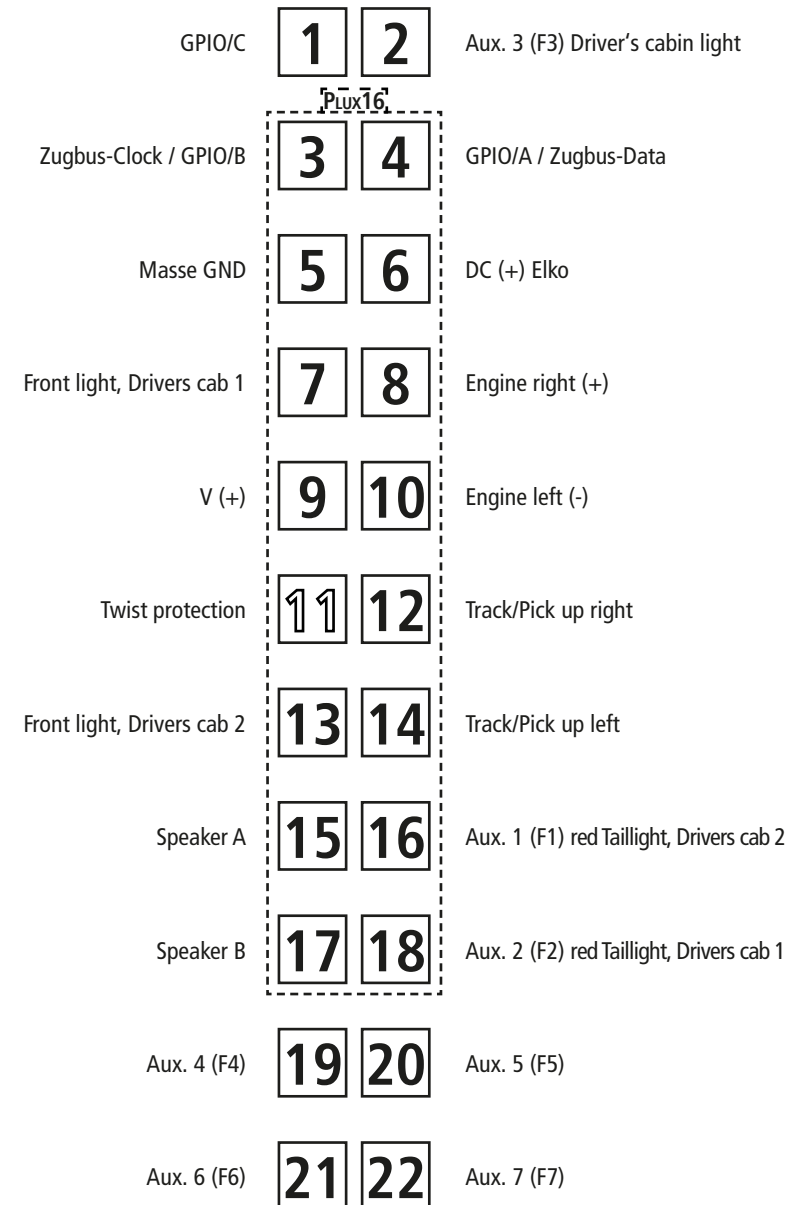 GPIO/C 1 2 Aux. 3 (F3) Driver's cabin light
PLUX16
Zugbus-Clock / GPIO/B 3 4 GPIO/A / Zugbus-Data
Masse GND 5 6 DC (+) Elko
Front light, Drivers cab 1 7 8 Engine right (+)
V (+) 9 10 Engine left (-)
Twist protection 11 12 Track/Pick up right
Front light, Drivers cab 2 13 14 Track/Pick up left
Speaker A 15 16 Aux. 1 (F1) red Taillight, Drivers cab 2
Speaker B 17 18 Aux. 2 (F2) red Taillight, Drivers cab 1
Aux. 4 (F4) 19 20 Aux. 5 (F5)
Aux. 6 (F6) 21 22 Aux. 7 (F7)